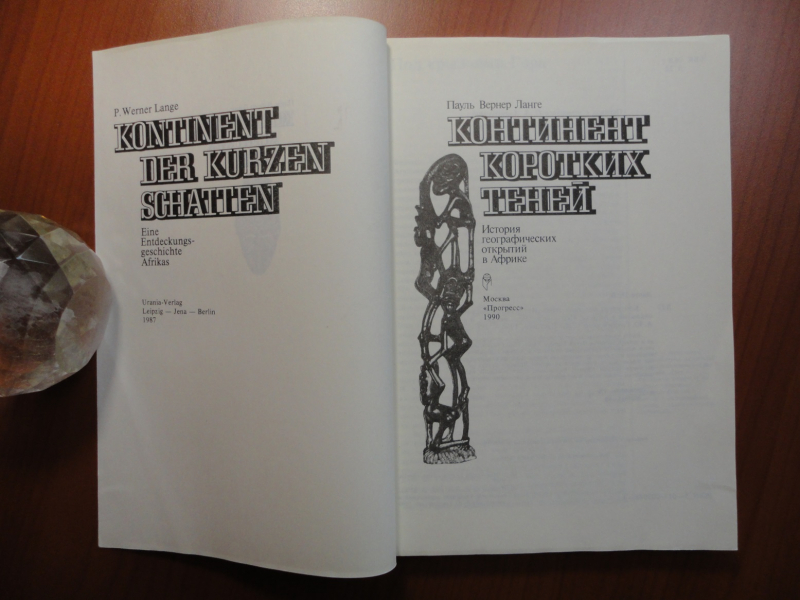 P. Werner Lange
KONTINENT
DER KURZEN
SCHATTEN
Eine
Entdeckungs-
geschichte
Afrikas
Urania-Verlag
Leipzig — Jena — Berlin
1987
Пауль Вернер Ланге
КОНТИНЕНТ
КОРОТКИХ
ТЕНЕЙ
История
географических
открытий
в Африке
Москва
«Прогресс»
1990